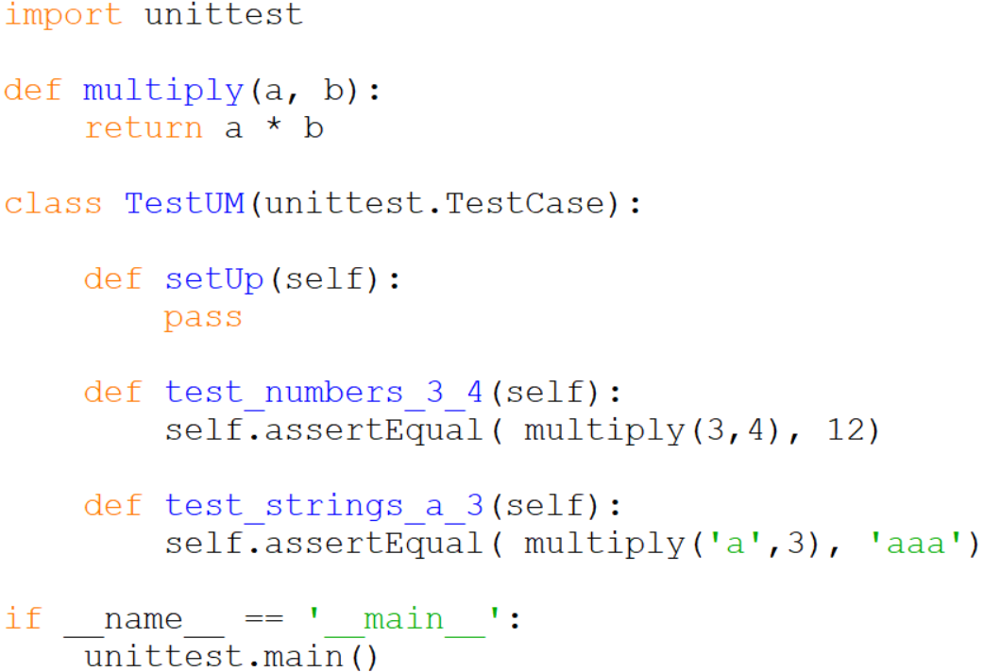 import unittest

def multiply(a, b):
    return a * b

class TestUM(unittest.TestCase):

    def setUp(self):
        pass

    def test_numbers_3_4(self):
        self.assertEqual( multiply(3,4), 12)

    def test_strings_a_3(self):
        self.assertEqual( multiply('a',3), 'aaa')

if __name__ == '__main__':
    unittest.main()